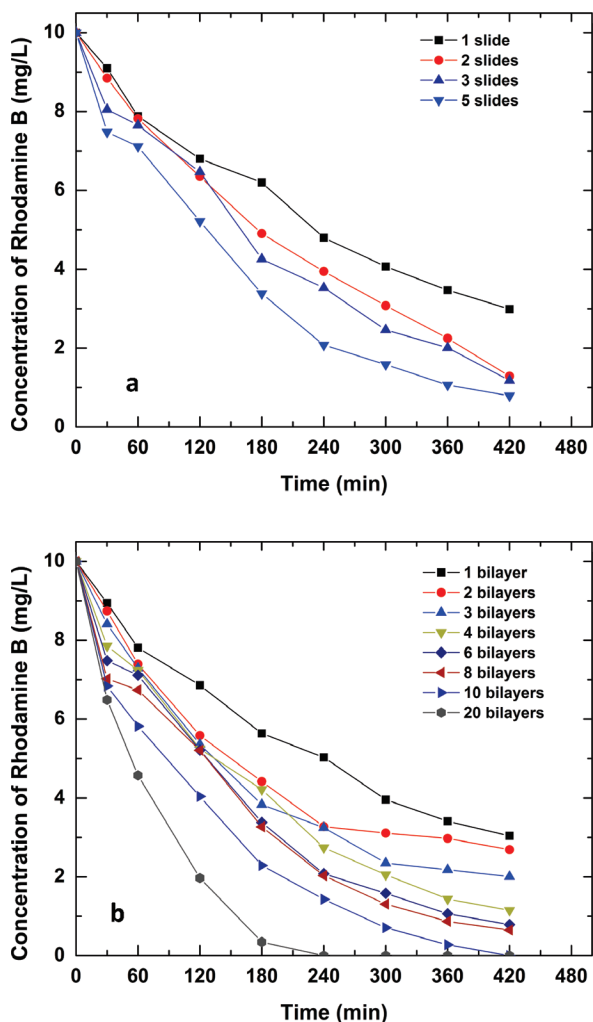 Concentration of Rhodamine B (mg/L)
10
8
6
4
2
0
1 slide
2 slides
3 slides
5 slides
a
0 60 120 180 240 300 360 420 480
Time (min)
Concentration of Rhodamine B (mg/L)
10
8
6
4
2
0
1 bilayer
2 bilayers
3 bilayers
4 bilayers
6 bilayers
8 bilayers
10 bilayers
20 bilayers
b
0 60 120 180 240 300 360 420 480
Time (min)